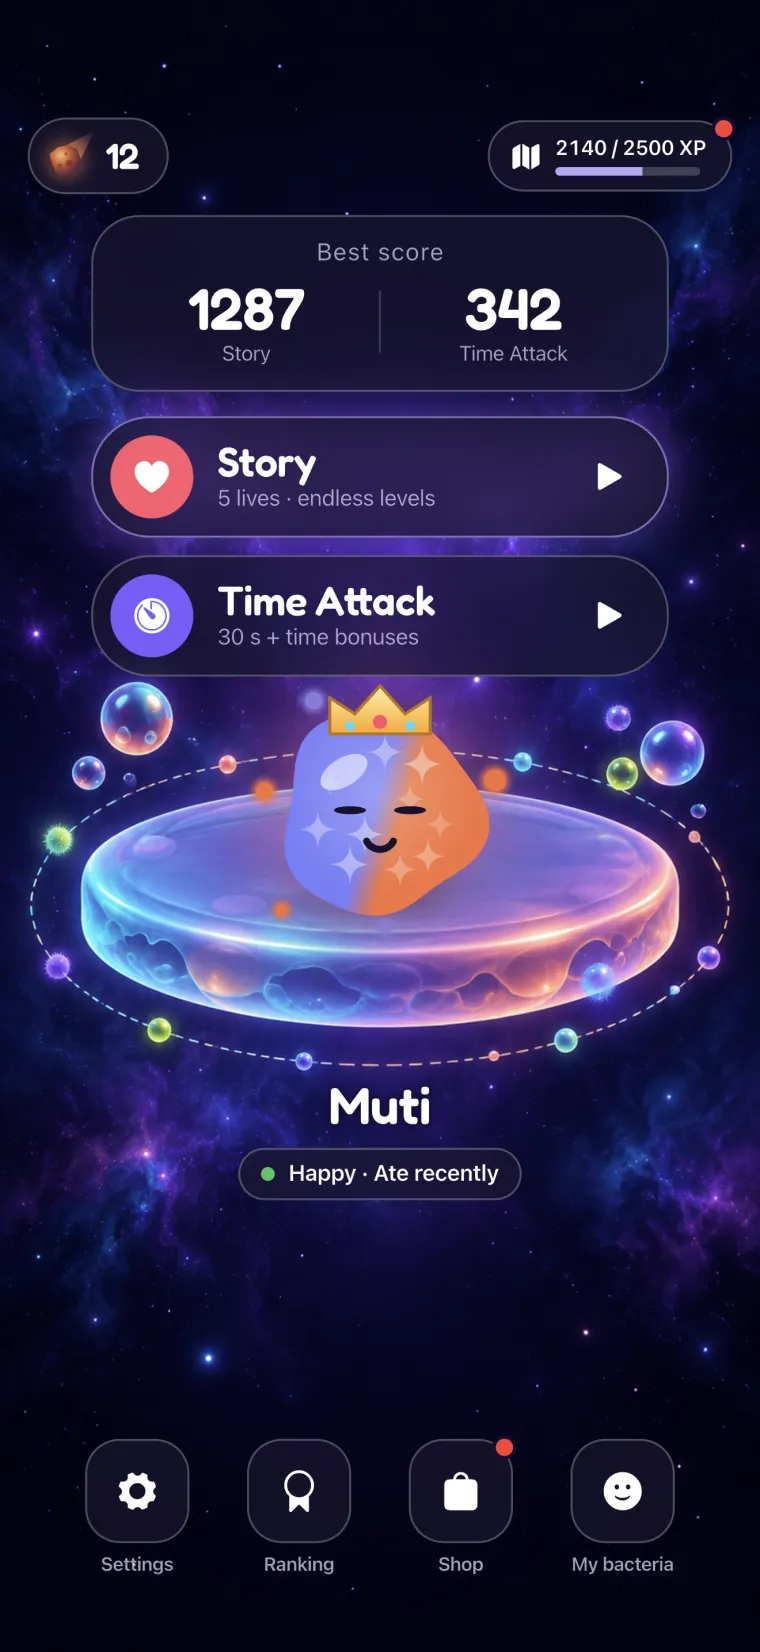 12
2140 / 2500 XP
Best score
1287
Story
342
Time Attack
Story
5 lives · endless levels
Time Attack
30 s + time bonuses
Muti
Happy · Ate recently
Settings
Ranking
Shop
My bacteria